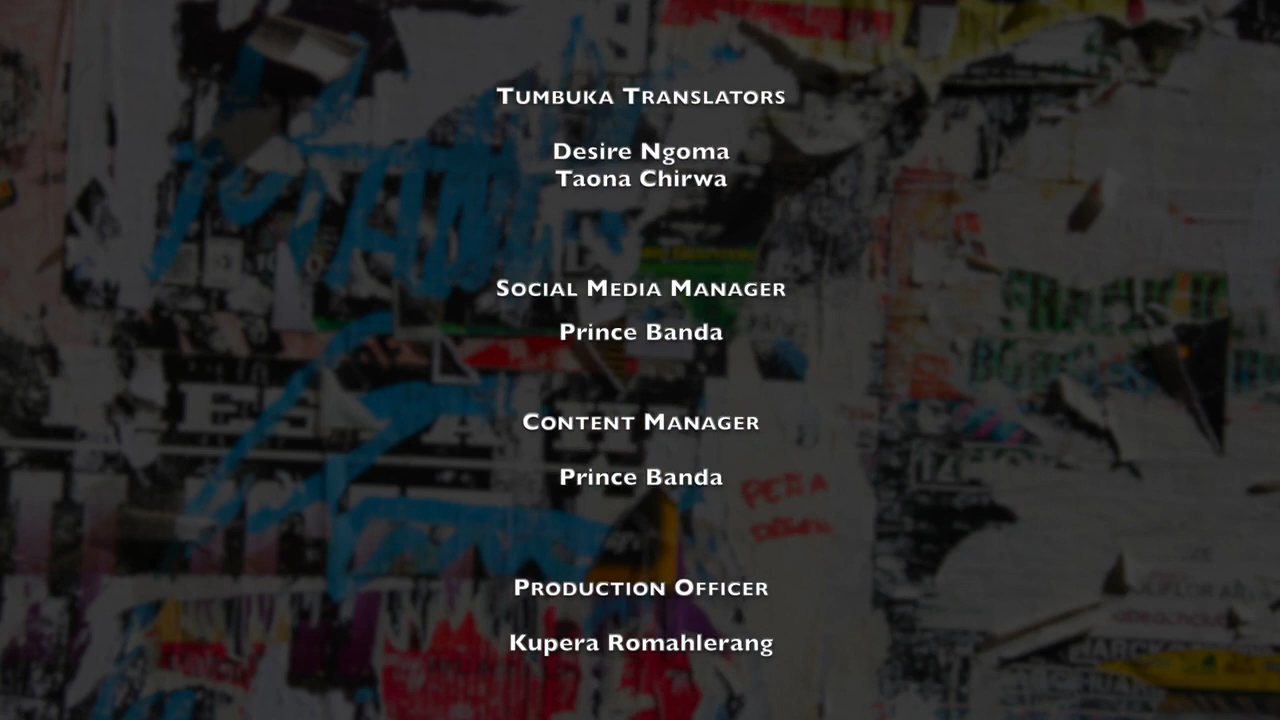 Tumbuka Translators
Desire Ngoma
Taona Chirwa
Social Media Manager
Prince Banda
Content Manager
Prince Banda
Production Officer
Kupera Romahlerang